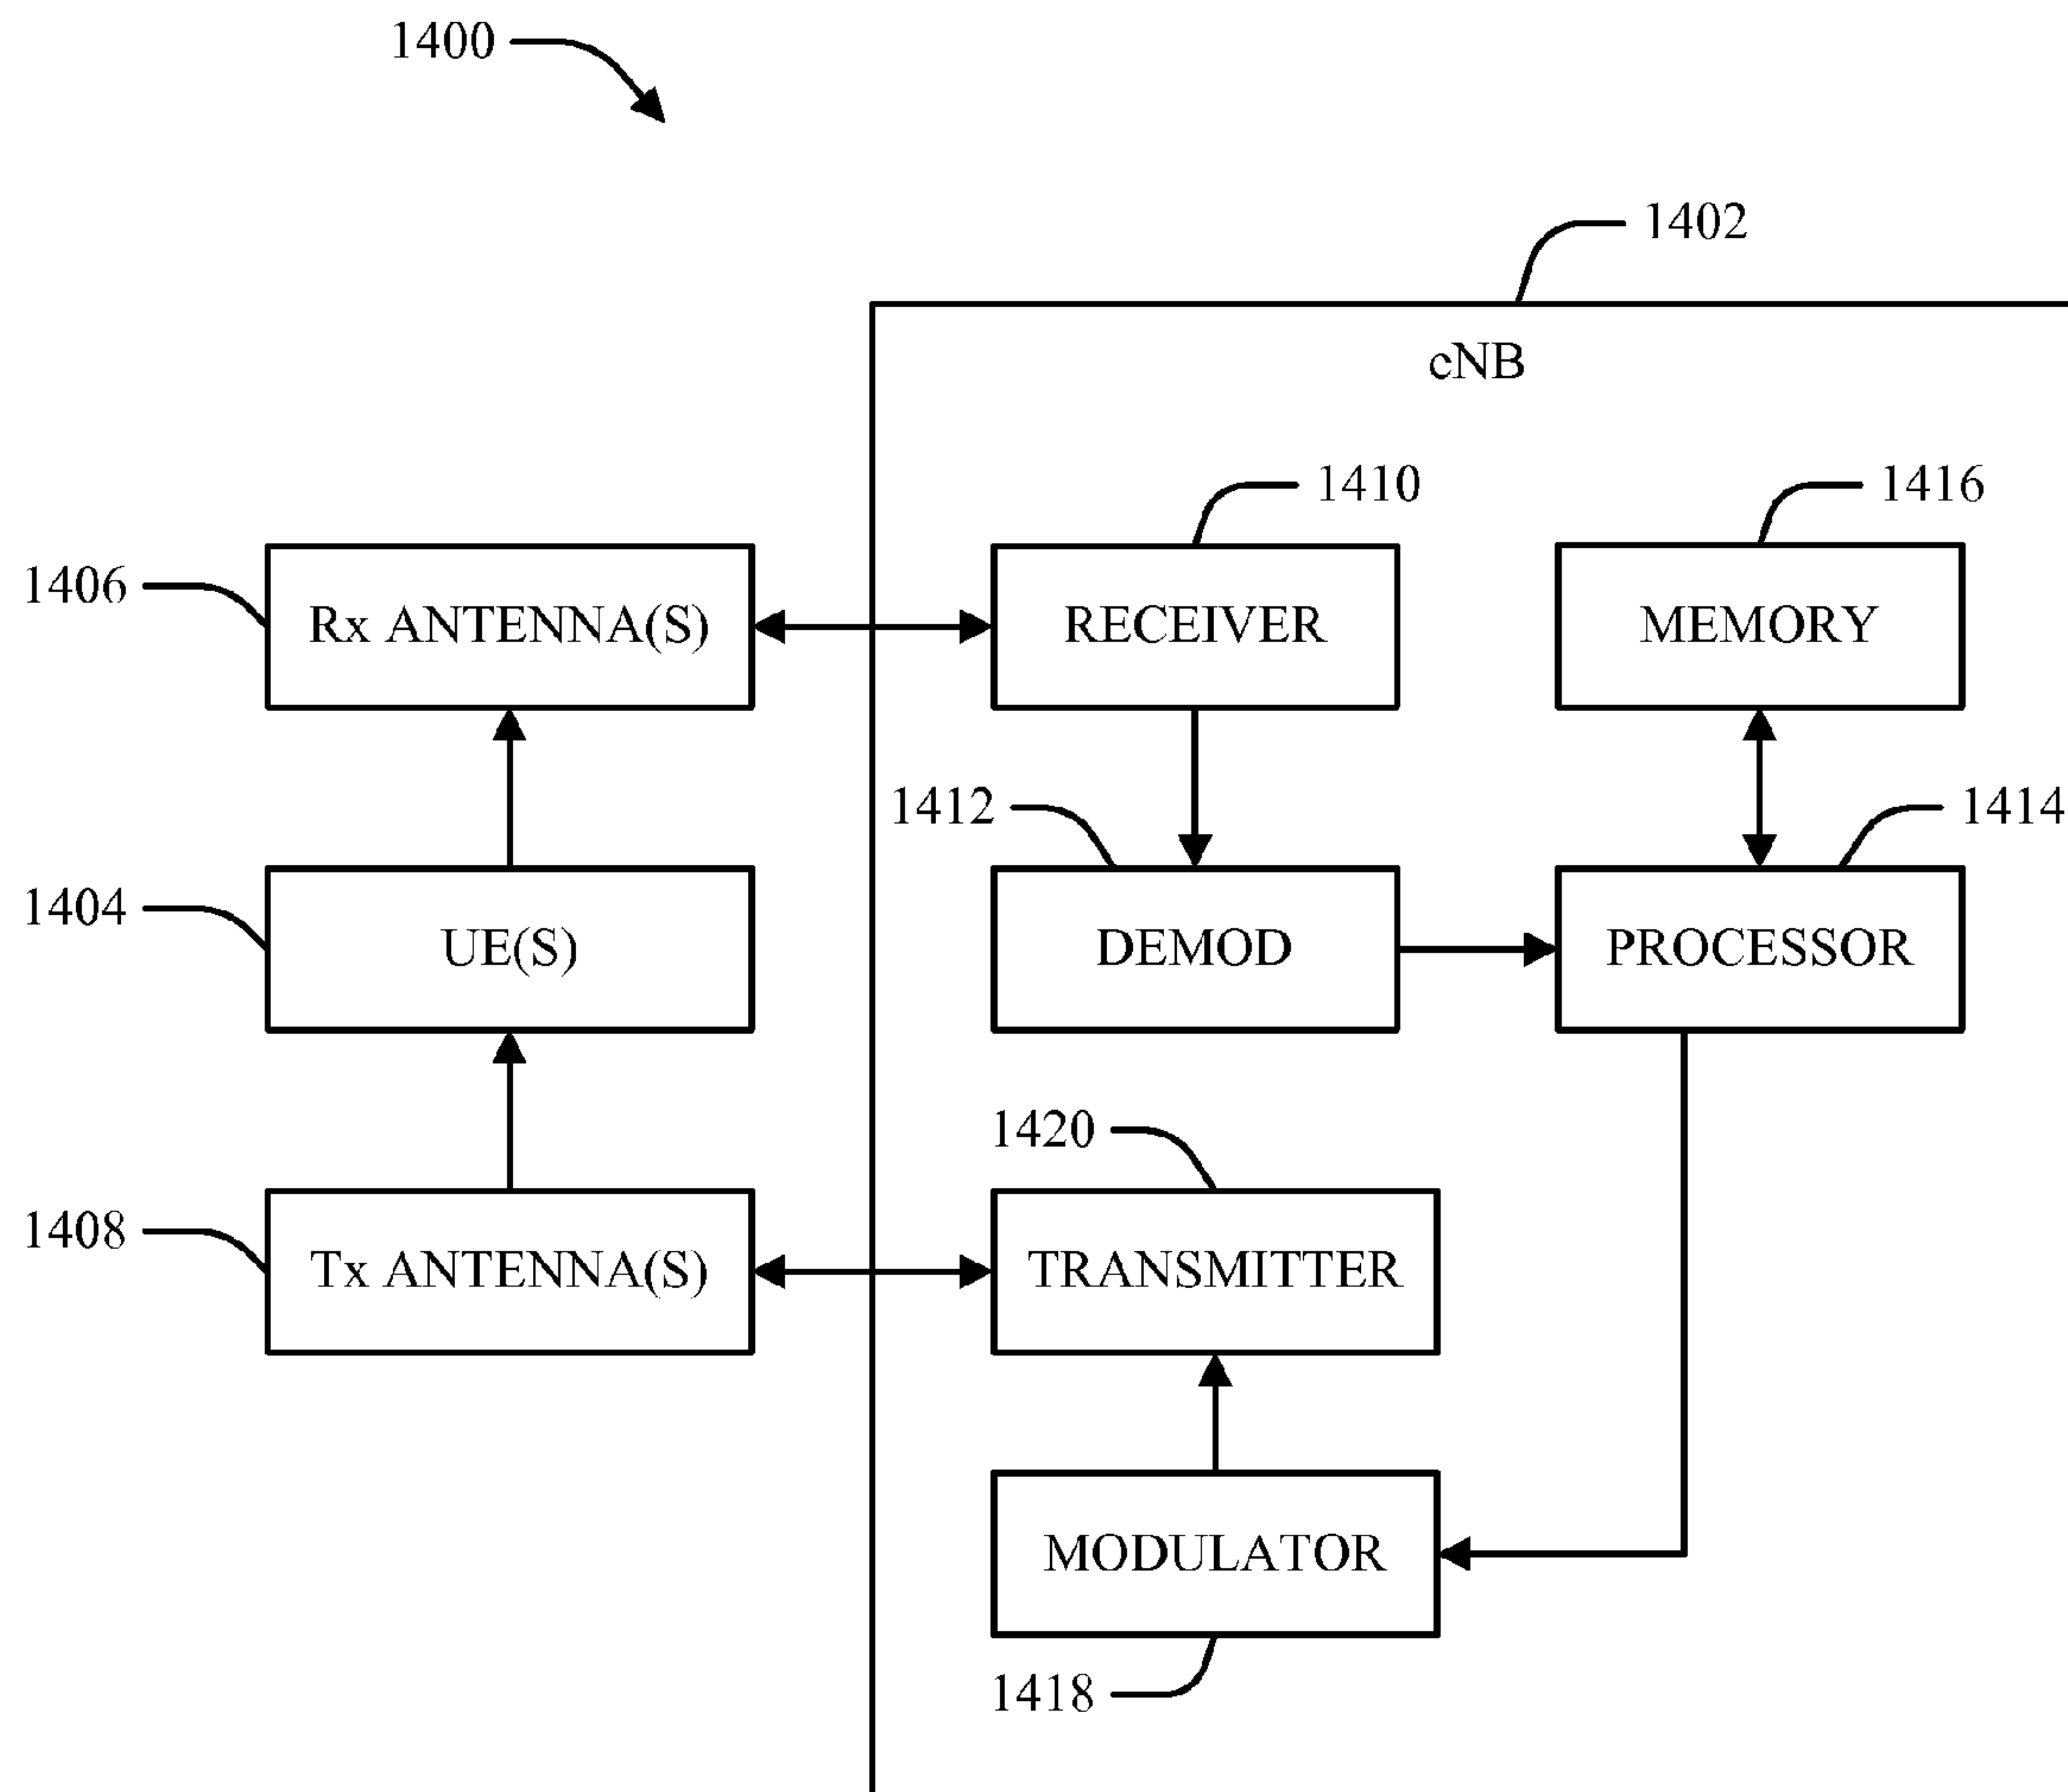 1400
1402
cNB
1410
1416
1406
Rx ANTENNA(S)
RECEIVER
MEMORY
1412
1414
1404
UE(S)
DEMOD
PROCESSOR
1420
1408
Tx ANTENNA(S)
TRANSMITTER
MODULATOR
1418